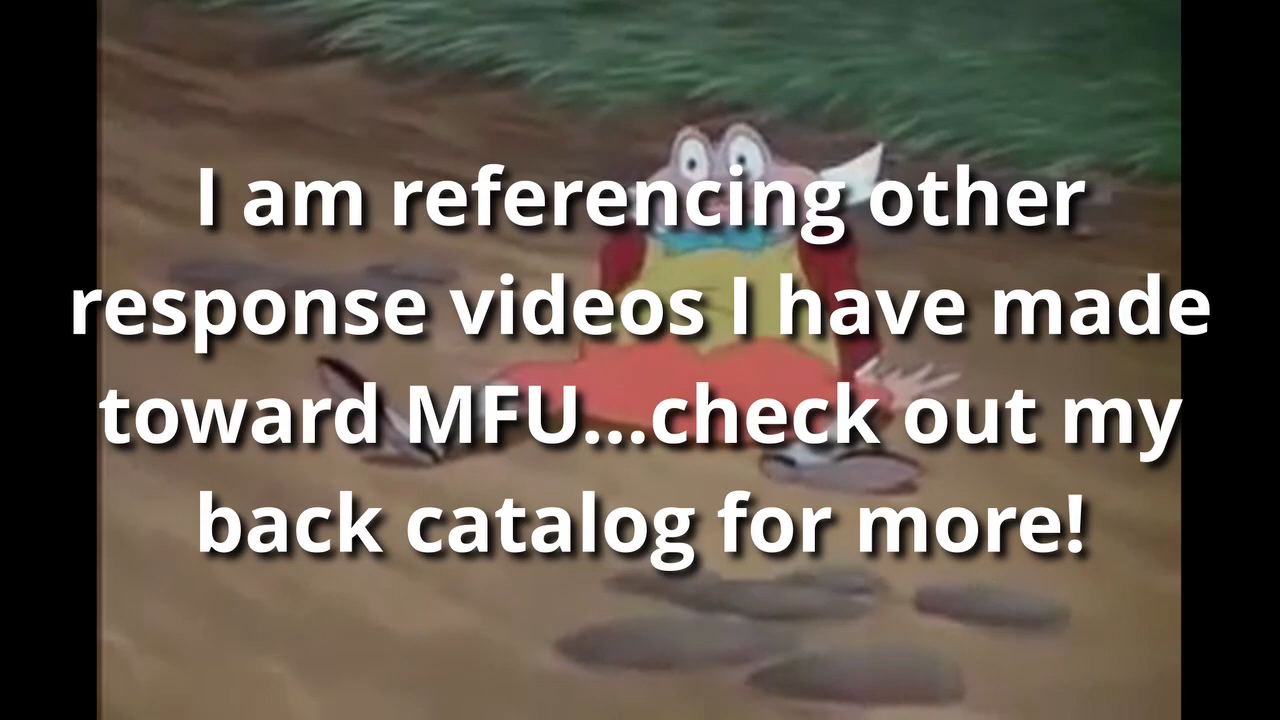 I am referencing other
response videos I have made
toward MFU...check out my
back catalog for more!